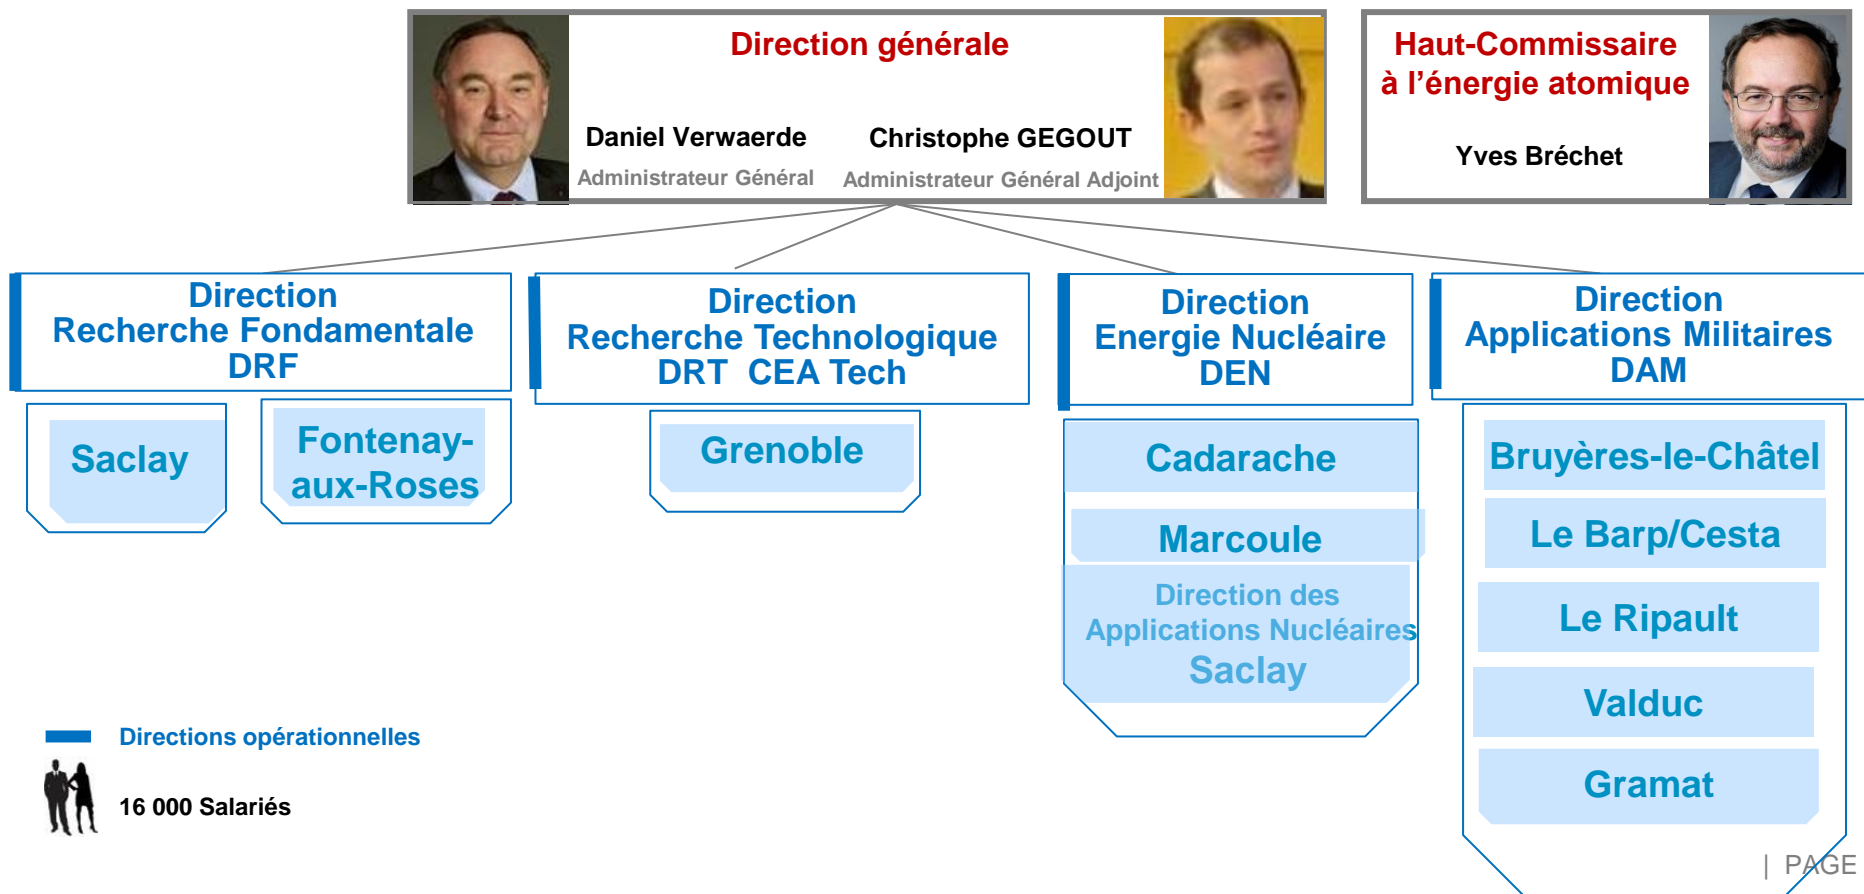 Direction générale
Daniel Verwaerde
Administrateur Général
Christophe GEGOUT
Administrateur Général Adjoint
Haut-Commissaire
à l'énergie atomique
Yves Bréchet
Direction
Recherche Fondamentale
DRF
Saclay
Fontenay-
aux-Roses
Direction
Recherche Technologique
DRT CEA Tech
Grenoble
Direction
Energie Nucléaire
DEN
Cadarache
Marcoule
Direction des
Applications Nucléaires
Saclay
Direction
Applications Militaires
DAM
Bruyères-le-Châtel
Le Barp/Cesta
Le Ripault
Valduc
Gramat
Directions opérationnelles
16 000 Salariés
| PAGE